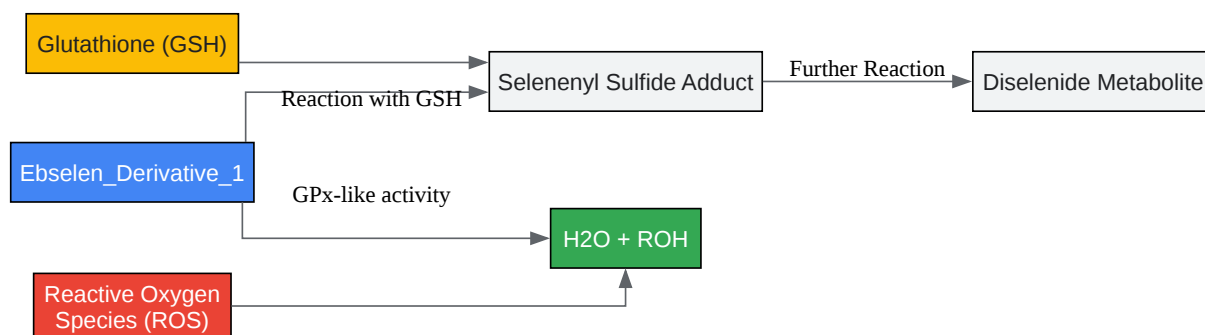 Glutathione (GSH)
Selenenyl Sulfide Adduct
Further Reaction
Diselenide Metabolite
Reaction with GSH
Ebselen_Derivative_1
GPx-like activity
H2O + ROH
Reactive Oxygen
Species (ROS)